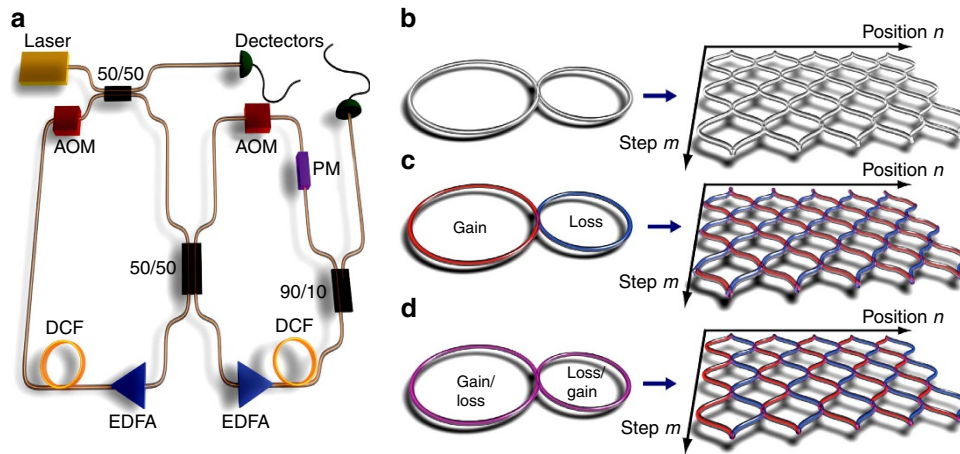 a
Laser
50/50
Dectectors
AOM
AOM
PM
50/50
90/10
DCF
DCF
EDFA
EDFA
b
Position n
Step m
c
Gain
Loss
Position n
Step m
d
Gain/
loss
Loss/
gain
Position n
Step m